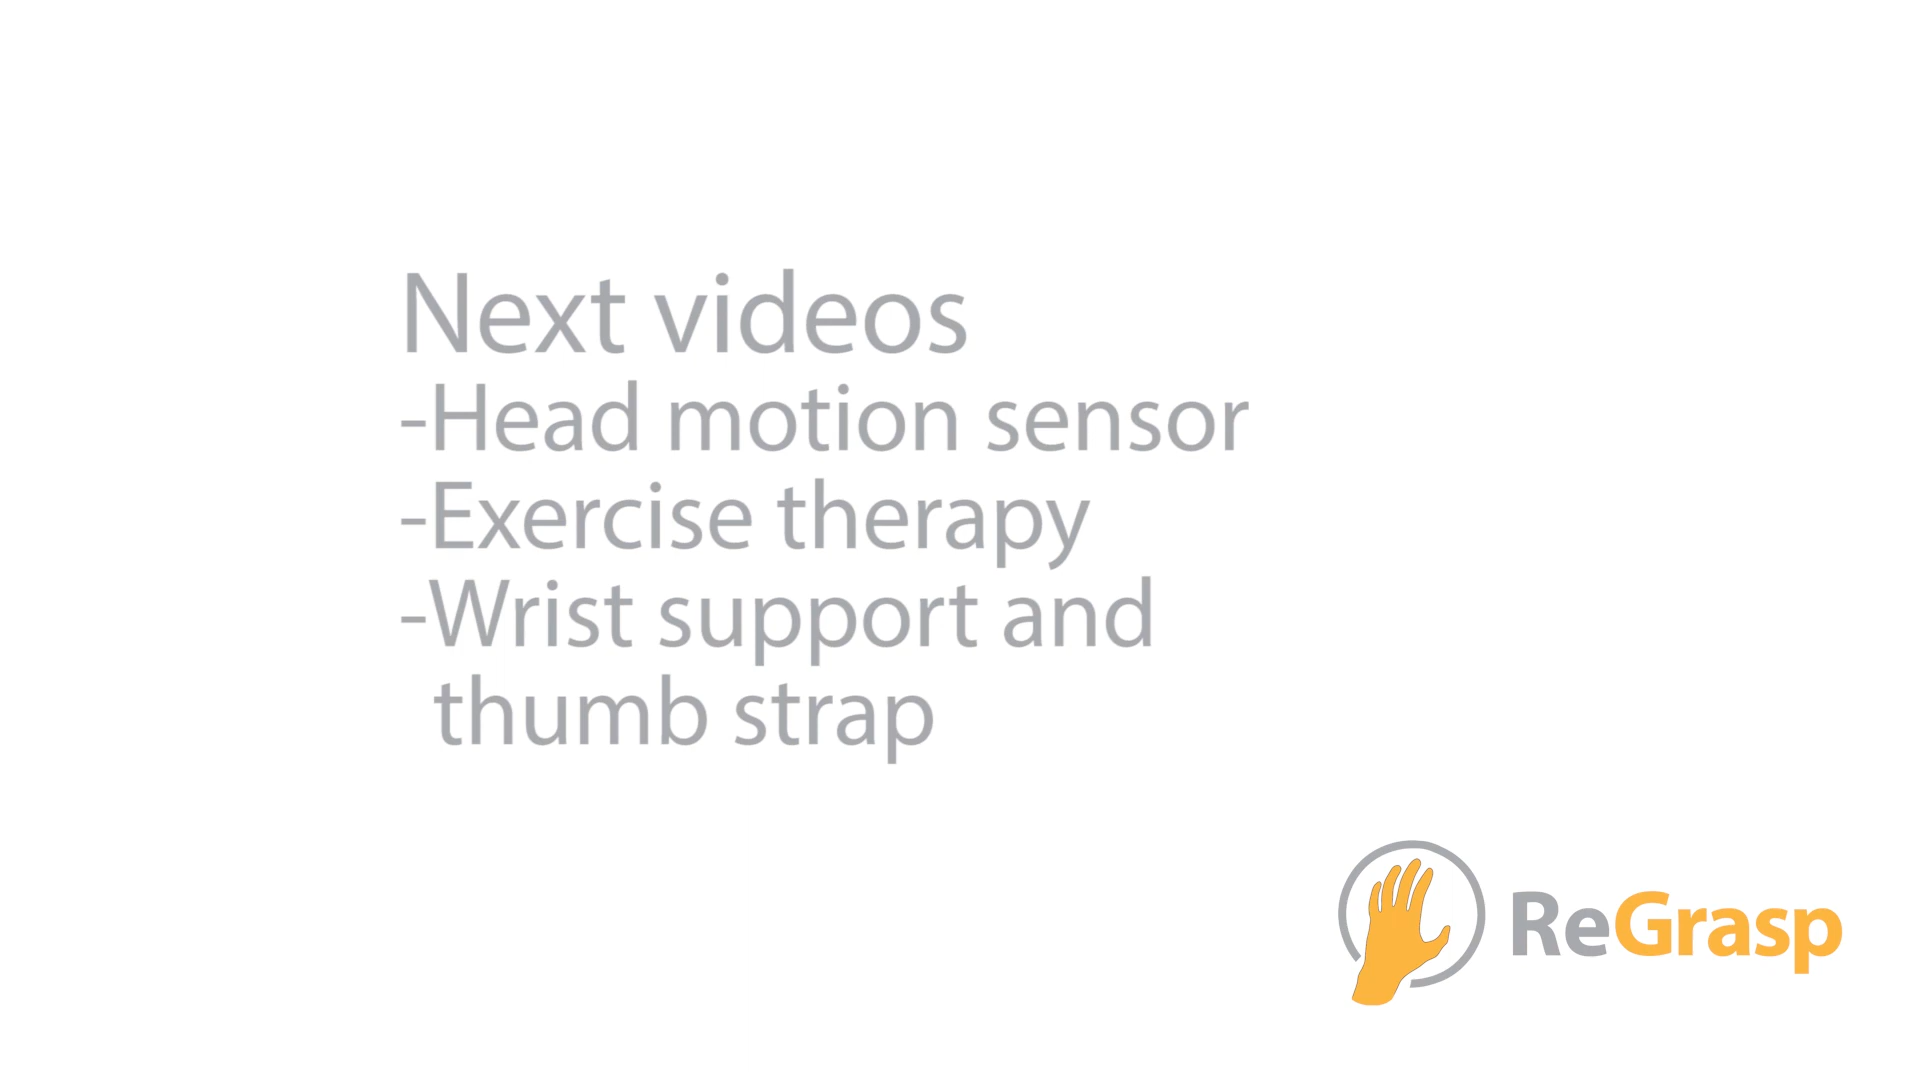 Next videos
-Head motion sensor
-Exercise therapy
-Wrist support and
thumb strap
ReGrasp